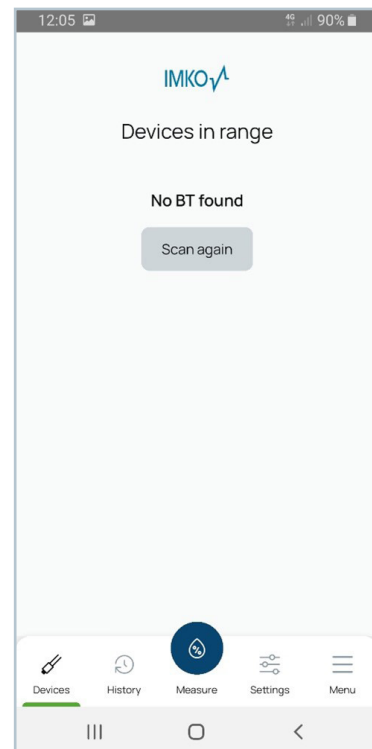 12:05 4G 90%
IMKO
Devices in range
No BT found
Scan again
%
Devices History Measure Settings Menu